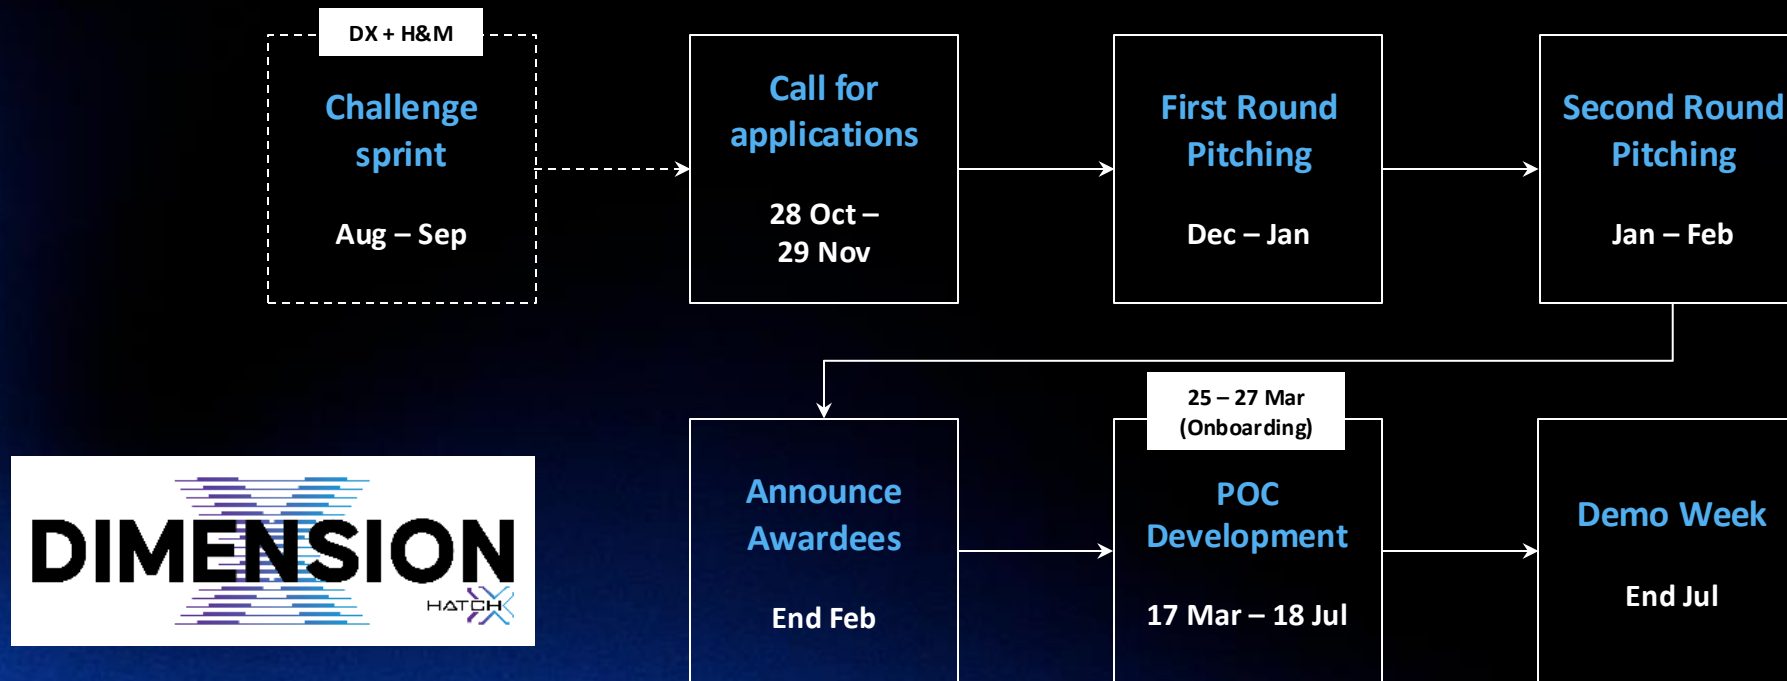 DX + H&M
Challenge
sprint
Aug – Sep
Call for
applications
28 Oct –
29 Nov
First Round
Pitching
Dec – Jan
Second Round
Pitching
Jan – Feb
Announce
Awardees
End Feb
25 – 27 Mar
(Onboarding)
POC
Development
17 Mar – 18 Jul
Demo Week
End Jul
DIMENSION
X
HATCH X